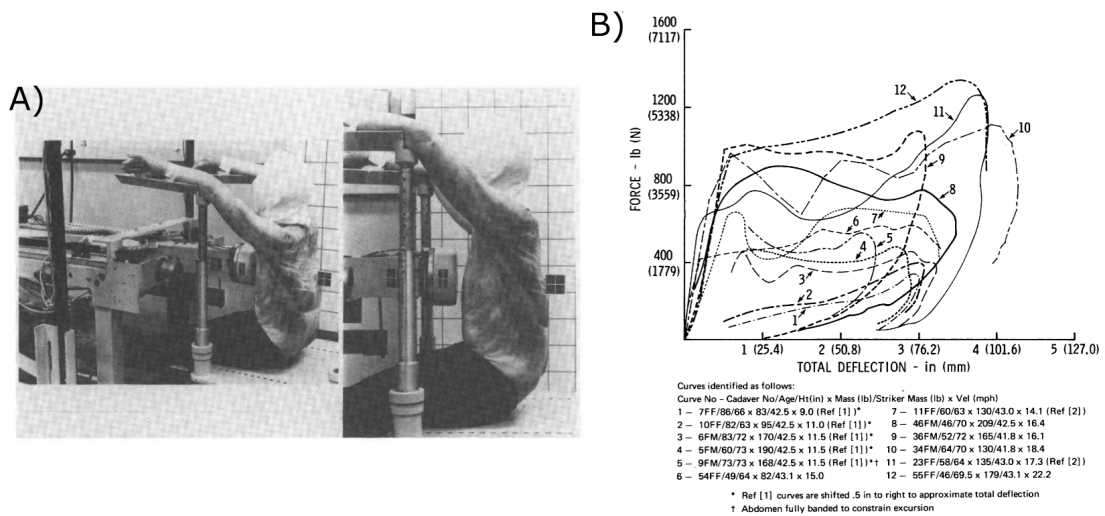 A)
B)
1600
(7117)
1200
(5338)
800
(3559)
400
(1779)
FORCE - lb (N)
12
11
10
9
8
7
6
5
4
3
2
1
1 (25.4)
2 (50.8)
3 (76.2)
4 (101.6)
5 (127.0)
TOTAL DEFLECTION - in (mm)
Curves identified as follows:
Curve No - Cadaver No/Age/Ht(in) x Mass (lb)/Striker Mass (lb) x Vel (mph)
1 - 7FF/86/66 x 83/42.5 x 9.0 (Ref [1])*
2 - 10FF/82/63 x 95/42.5 x 11.0 (Ref [1])*
3 - 6FM/83/72 x 170/42.5 x 11.5 (Ref [1])*
4 - 5FM/60/73 x 190/42.5 x 11.5 (Ref [1])*
5 - 9FM/73/73 x 168/42.5 x 11.5 (Ref [1])*†
6 - 54FF/49/64 x 82/43.1 x 15.0
7 - 11FF/60/63 x 130/43.0 x 14.1 (Ref [2])
8 - 46FM/46/70 x 209/42.5 x 16.4
9 - 36FM/52/72 x 165/41.8 x 16.1
10 - 34FM/64/70 x 130/41.8 x 18.4
11 - 23FF/58/64 x 135/43.0 x 17.3 (Ref [2])
12 - 55FF/46/69.5 x 179/43.1 x 22.2
* Ref [1] curves are shifted .5 in to right to approximate total deflection
† Abdomen fully banded to constrain excursion